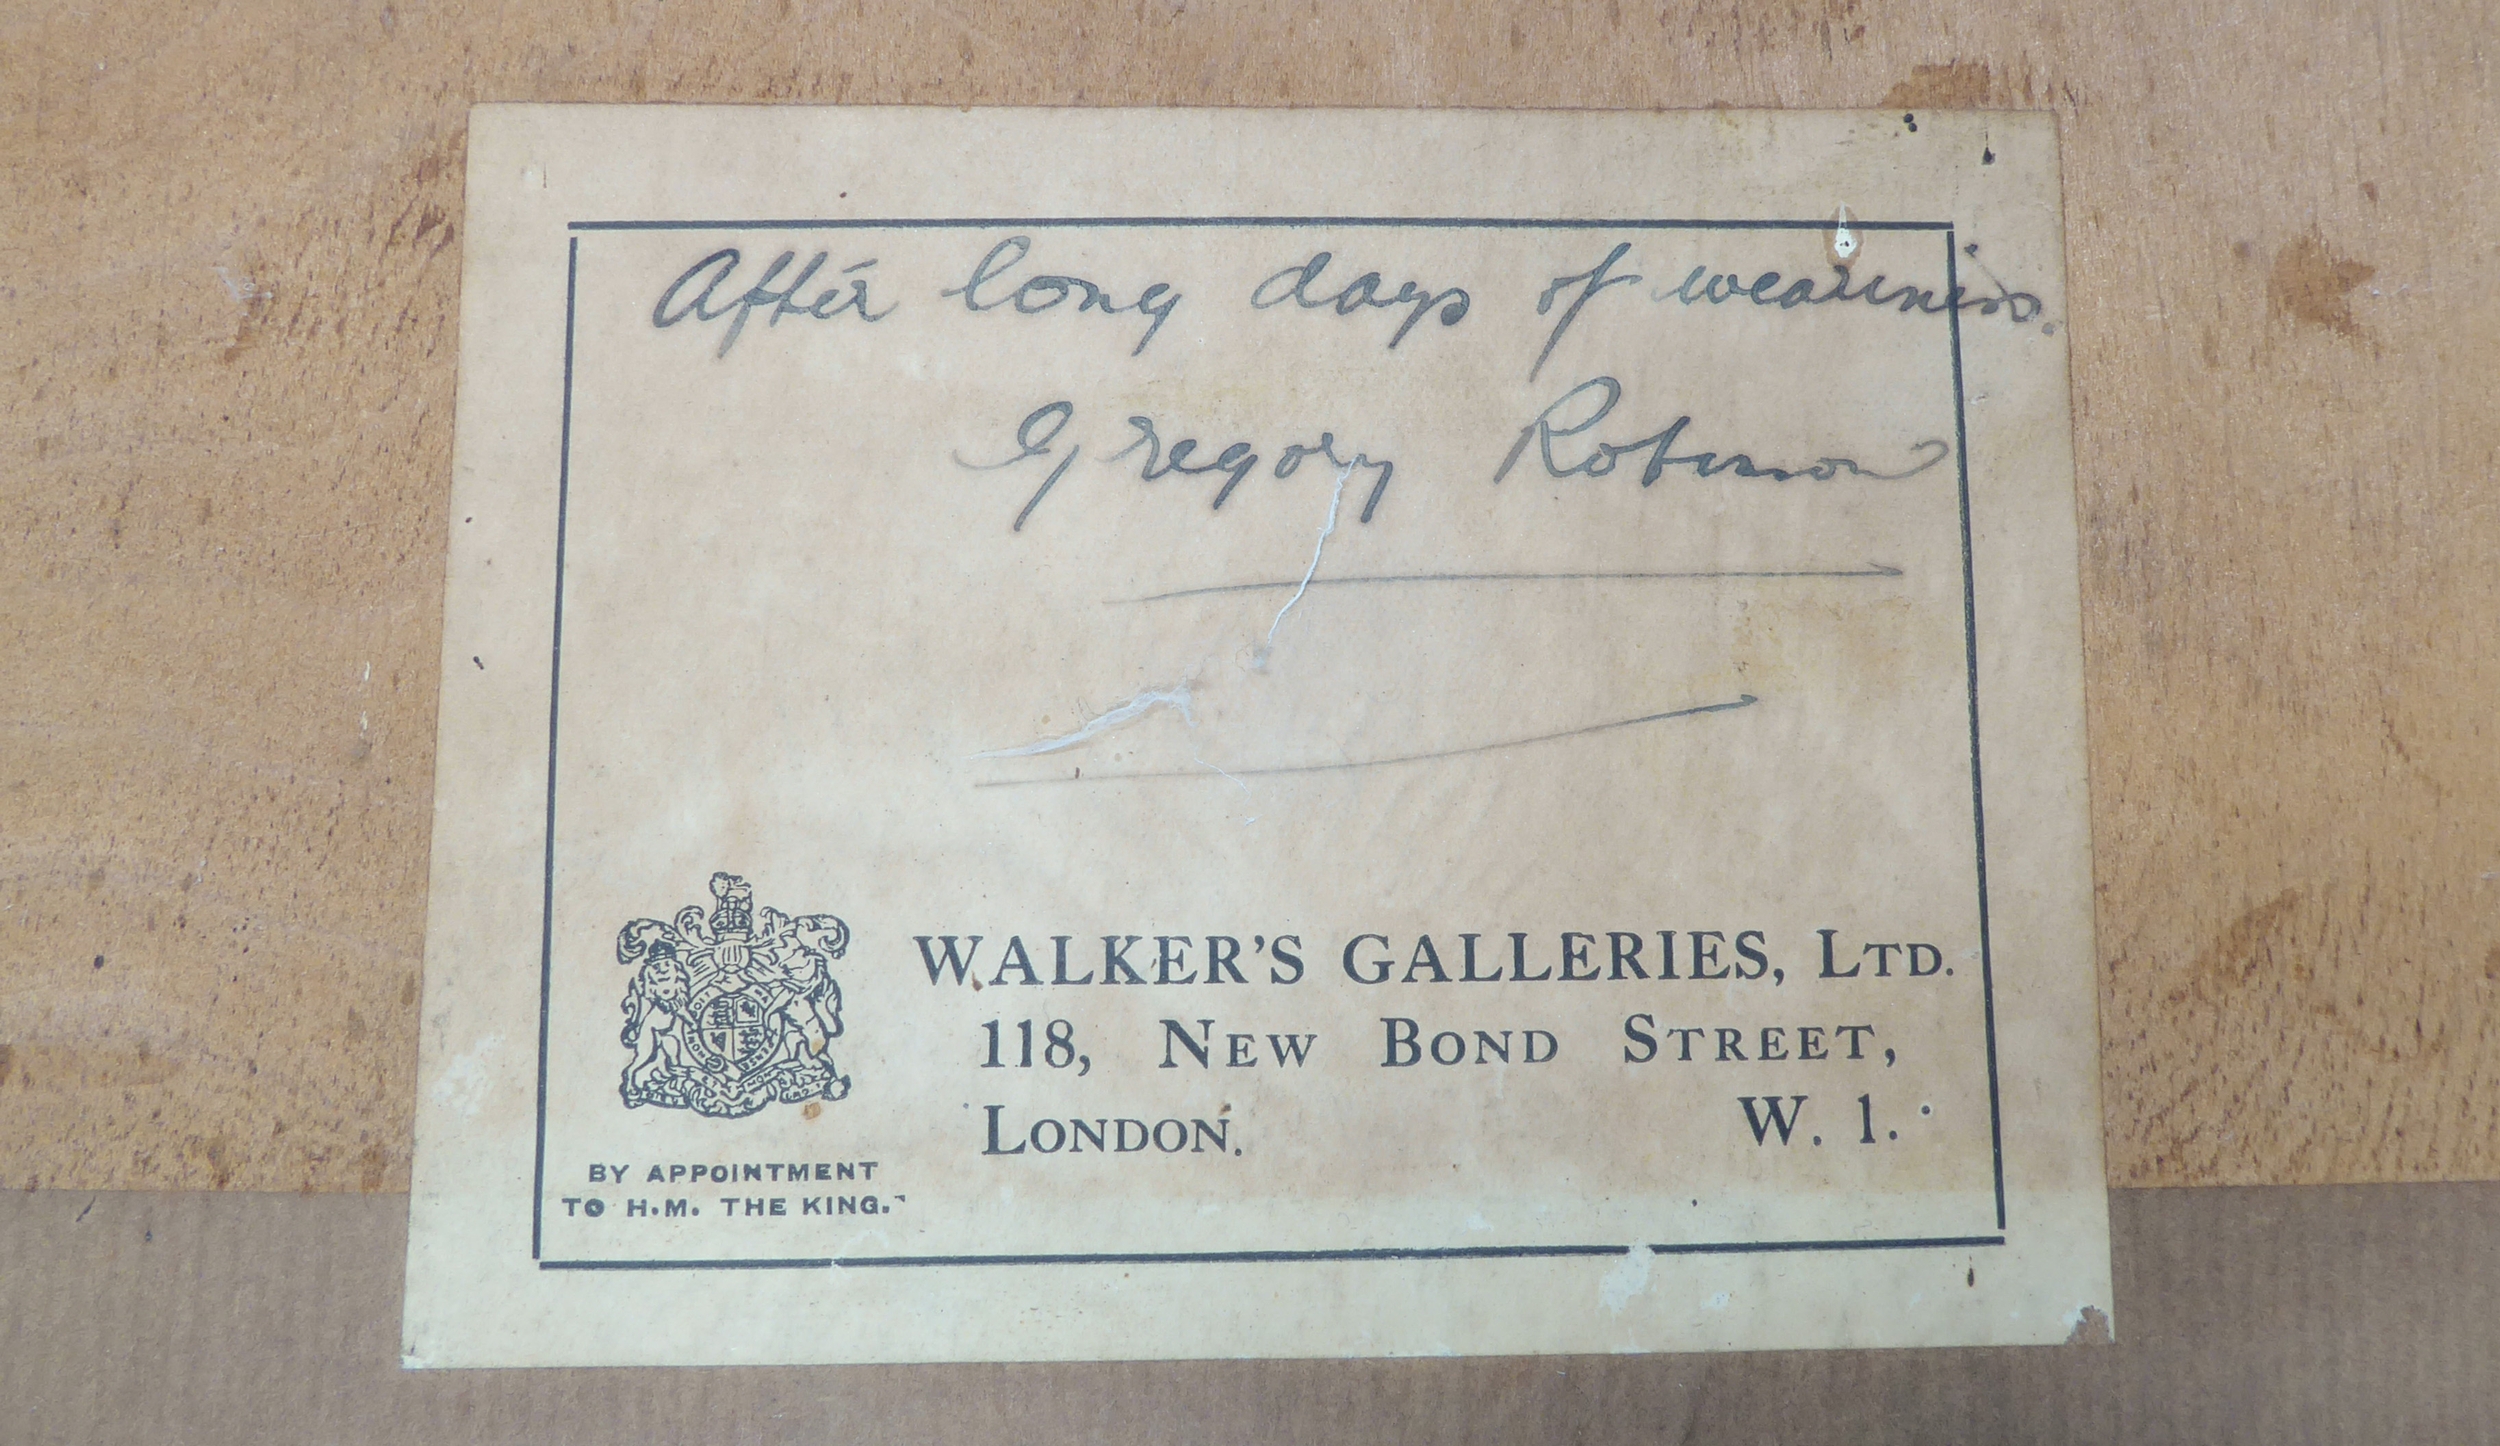 After long days of weariness.
Gregory Robinson
WALKER'S GALLERIES, LTD.
118, NEW BOND STREET,
LONDON. W. 1.
BY APPOINTMENT
TO H.M. THE KING.